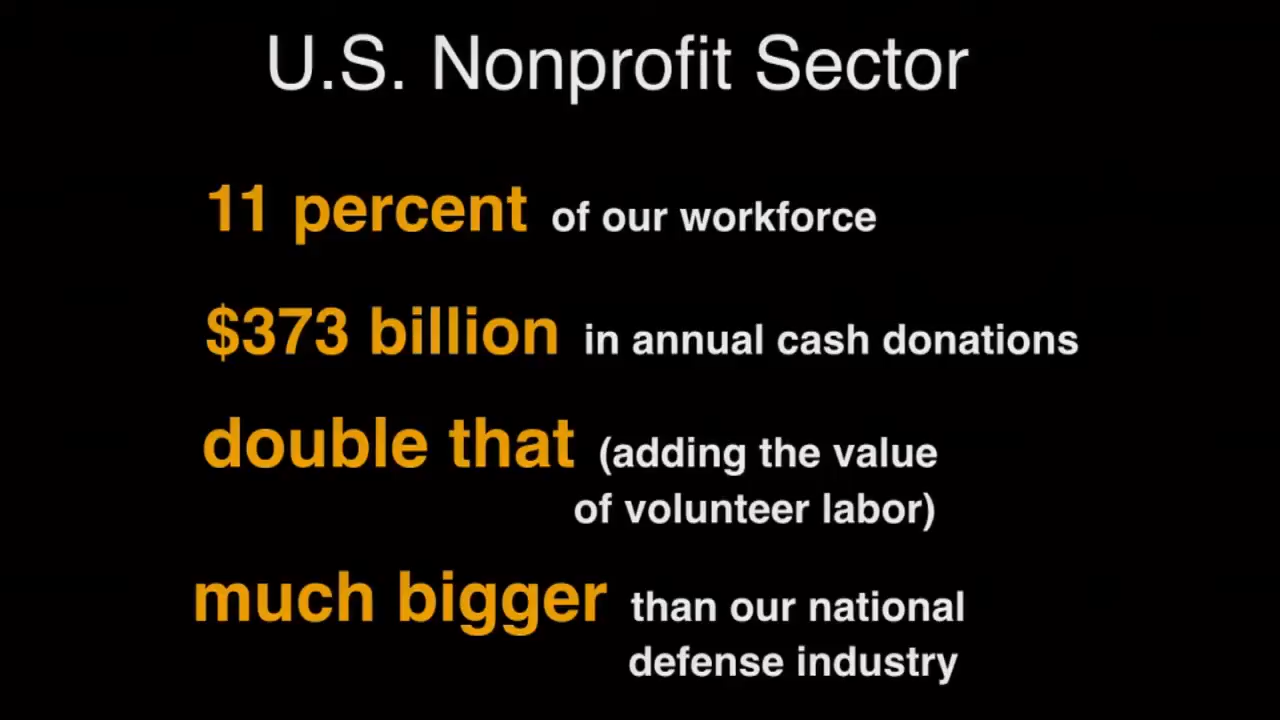 U.S. Nonprofit Sector
11 percent of our workforce
$373 billion in annual cash donations
double that (adding the value
of volunteer labor)
much bigger than our national
defense industry